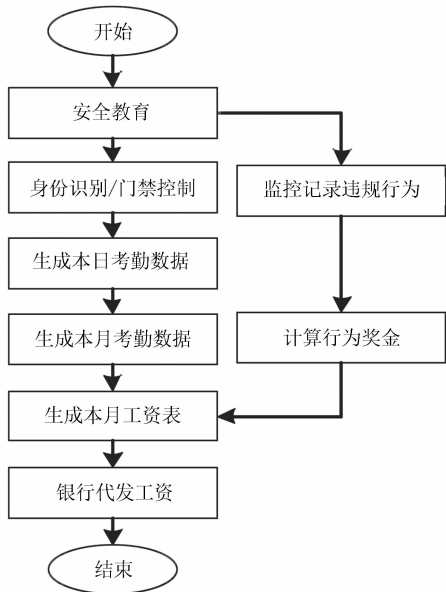 开始
安全教育
身份识别/门禁控制
监控记录违规行为
生成本日考勤数据
生成本月考勤数据
计算行为奖金
生成本月工资表
银行代发工资
结束